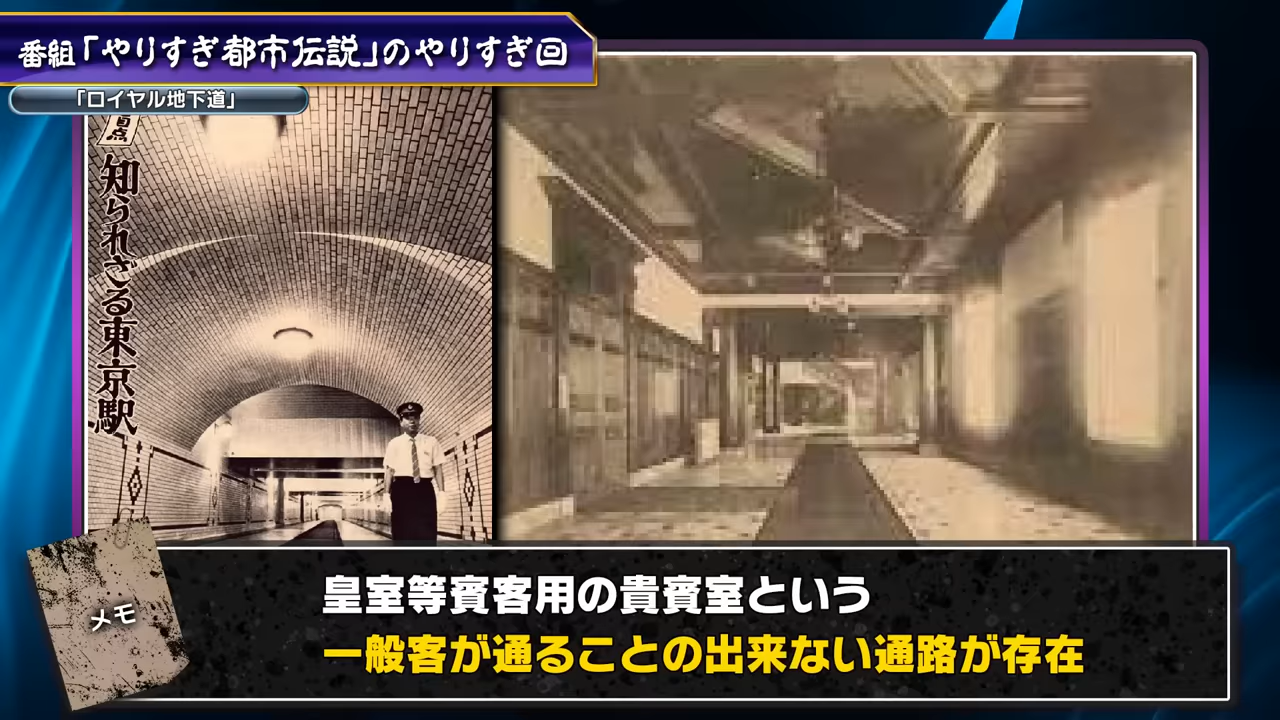 番組「やりすぎ都市伝説」のやりすぎ回
「ロイヤル地下道」
盲点
知られざる東京駅
メモ
皇室等賓客用の貴賓室という
一般客が通ることの出来ない通路が存在